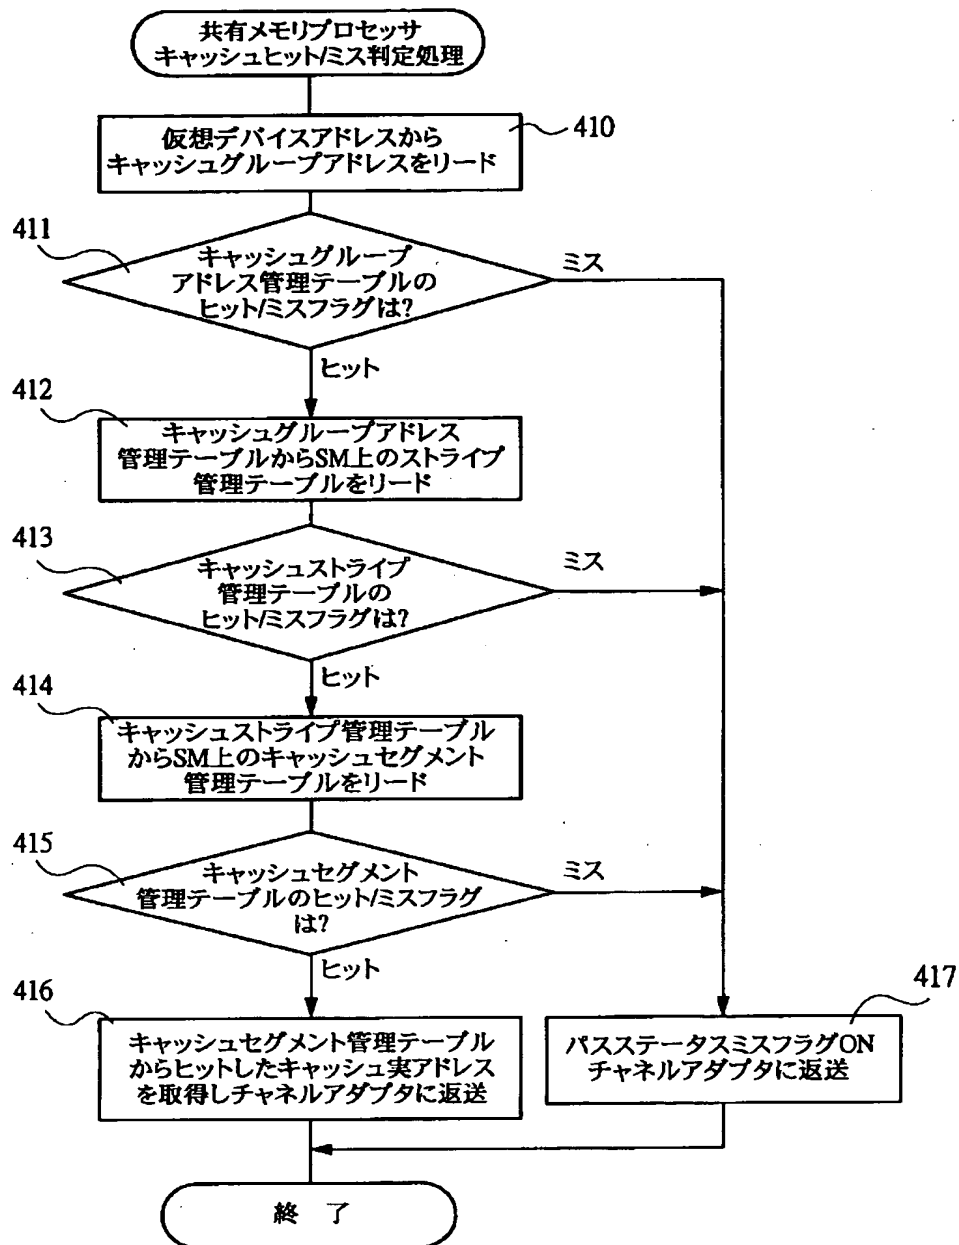 共有メモリプロセッサ
キャッシュヒット/ミス判定処理
410
仮想デバイスアドレスから
キャッシュグループアドレスをリード
411
キャッシュグループ
アドレス管理テーブルの
ヒット/ミスフラグは?
ミス
ヒット
412
キャッシュグループアドレス
管理テーブルからSM上のストライプ
管理テーブルをリード
413
キャッシュストライプ
管理テーブルの
ヒット/ミスフラグは?
ミス
ヒット
414
キャッシュストライプ管理テーブル
からSM上のキャッシュセグメント
管理テーブルをリード
415
キャッシュセグメント
管理テーブルのヒット/ミスフラグ
は?
ミス
ヒット
416
キャッシュセグメント管理テーブル
からヒットしたキャッシュ実アドレス
を取得しチャネルアダプタに返送
417
パスステータスミスフラグON
チャネルアダプタに返送
終 了